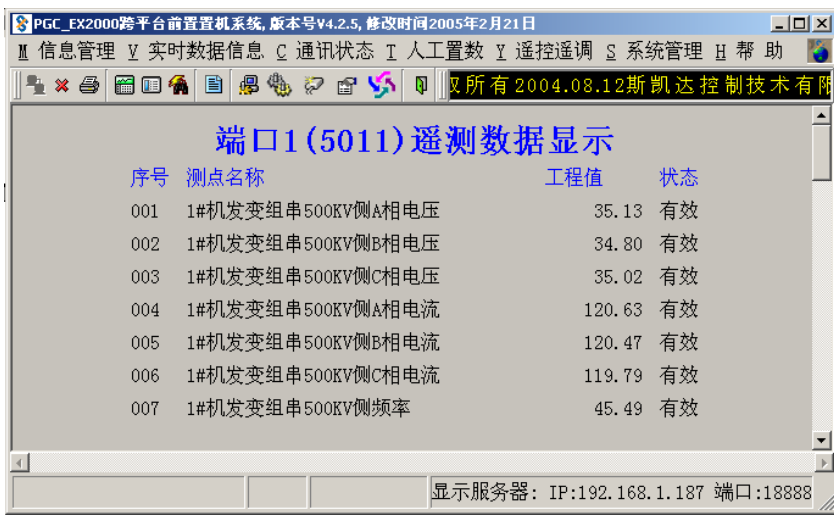 PGC_EX2000跨平台前置置机系统,版本号V4.2.5,修改时间2005年2月21日
M 信息管理 V 实时数据信息 C 通讯状态 T 人工置数 Y 遥控遥调 S 系统管理 H 帮 助
所有2004.08.12斯凯达控制技术有限
端口1(5011)遥测数据显示
序号 测点名称 工程值 状态
001 1#机发变组串500KV侧A相电压 35.13 有效
002 1#机发变组串500KV侧B相电压 34.80 有效
003 1#机发变组串500KV侧C相电压 35.02 有效
004 1#机发变组串500KV侧A相电流 120.63 有效
005 1#机发变组串500KV侧B相电流 120.47 有效
006 1#机发变组串500KV侧C相电流 119.79 有效
007 1#机发变组串500KV侧频率 45.49 有效
显示服务器: IP:192.168.1.187 端口:18888